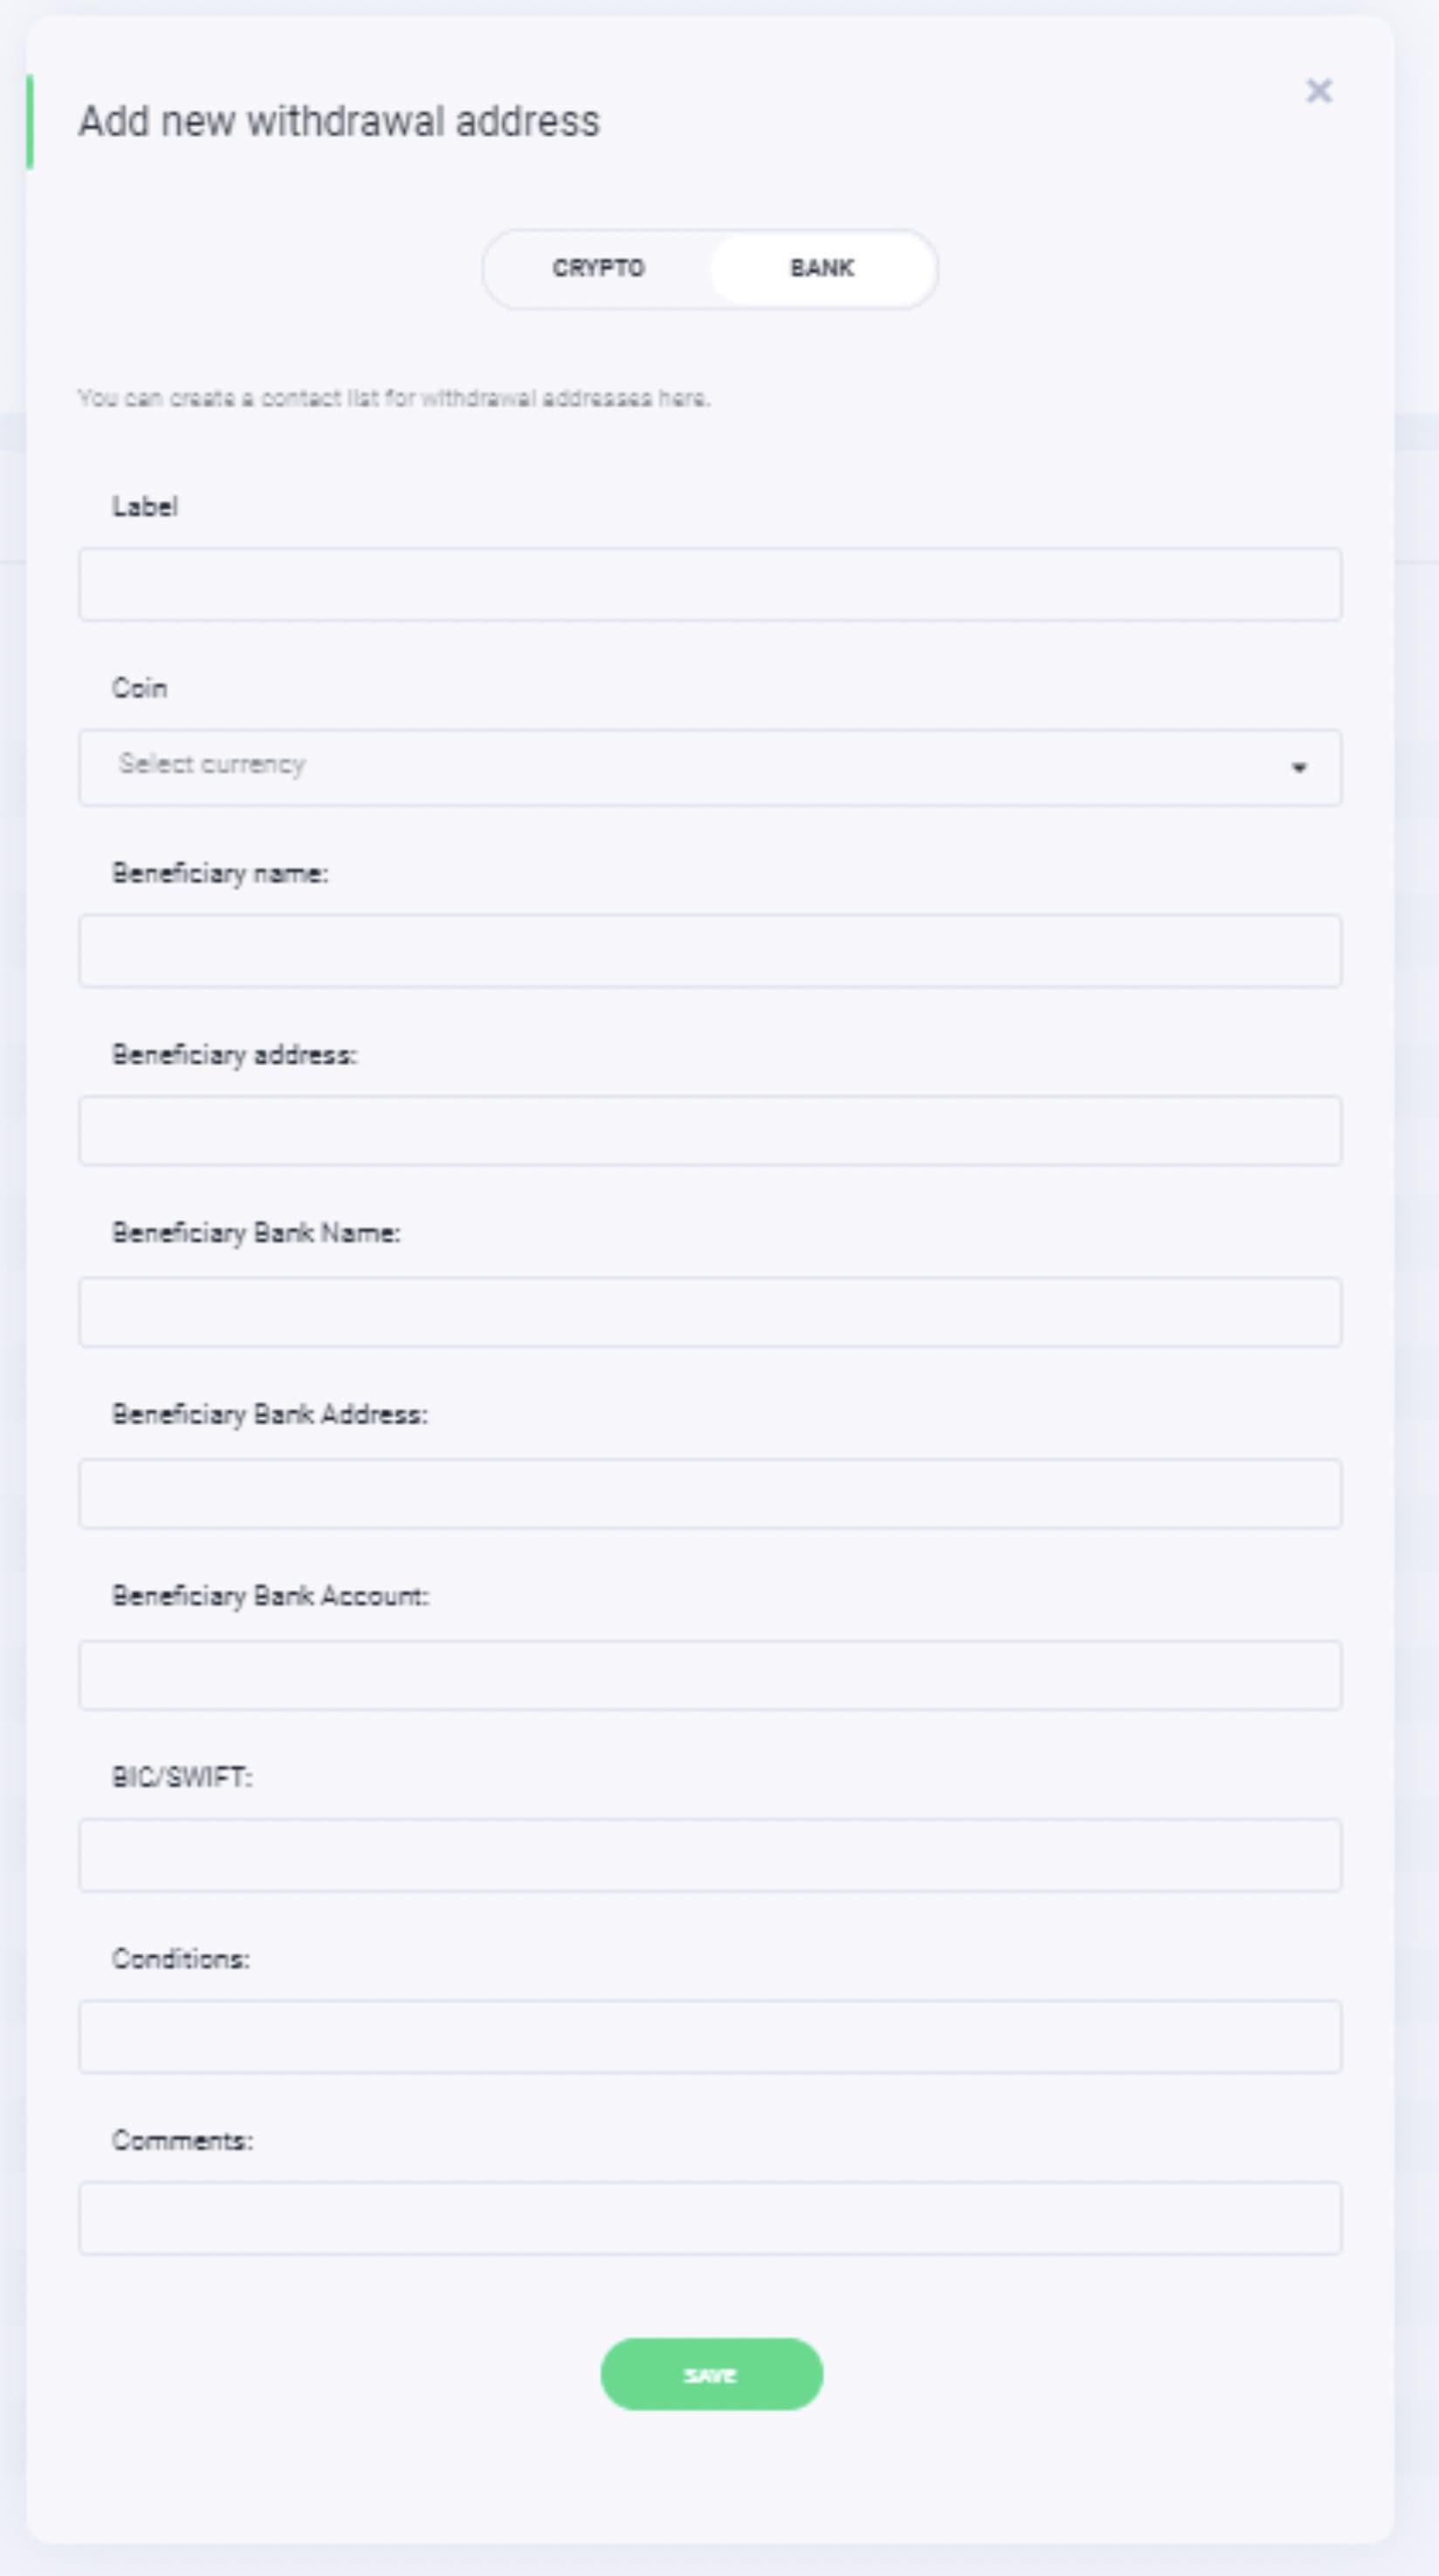 Add new withdrawal address
CRYPTO BANK
You can create a contact list for withdrawal addresses here.
Label
Coin
Select currency
Beneficiary name:
Beneficiary address:
Beneficiary Bank Name:
Beneficiary Bank Address:
Beneficiary Bank Account:
BIC/SWIFT:
Conditions:
Comments:
SAVE